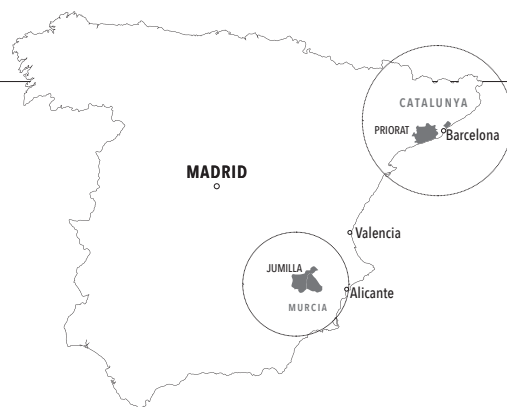 CATALUNYA
PRIORAT
Barcelona
MADRID
Valencia
JUMILLA
Alicante
MURCIA